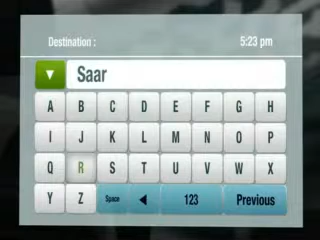 Destination : 5:23 pm
▼ Saar
A B C D E F G H
I J K L M N O P
Q R S T U V W X
Y Z Space ◀ 123 Previous